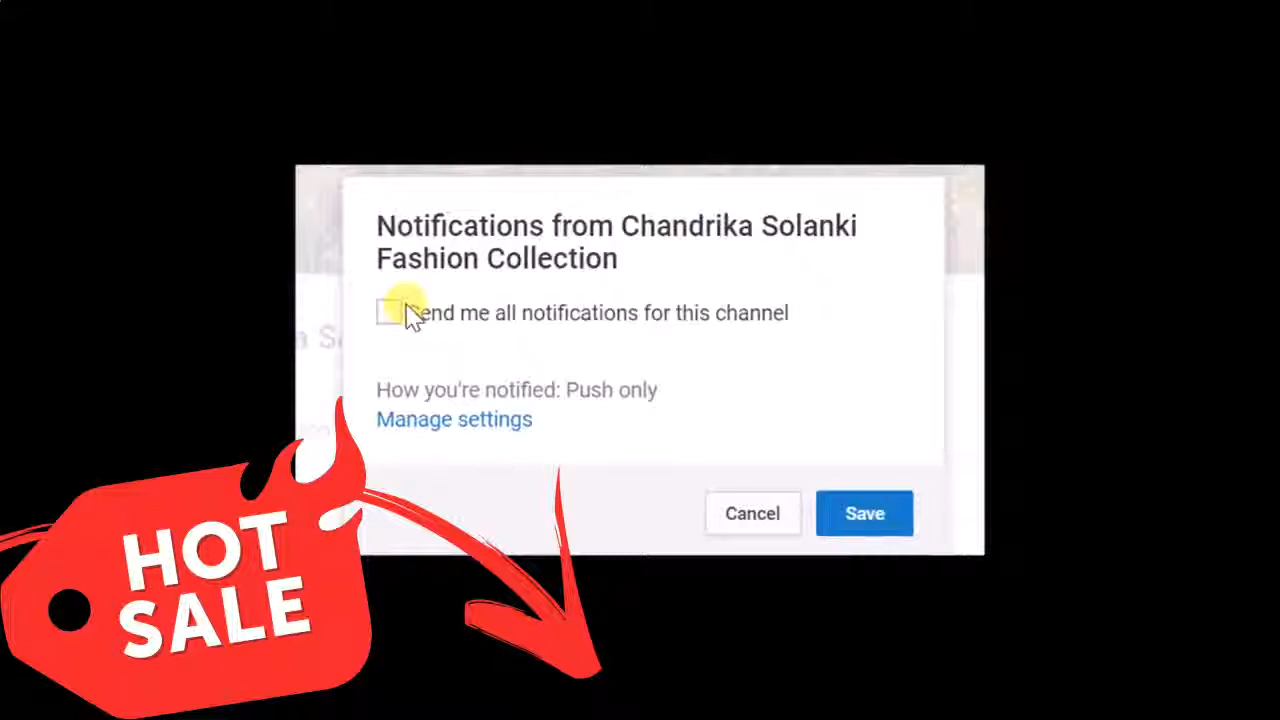 Notifications from Chandrika Solanki
Fashion Collection
Send me all notifications for this channel
How you're notified: Push only
Manage settings
Cancel
Save
HOT
SALE